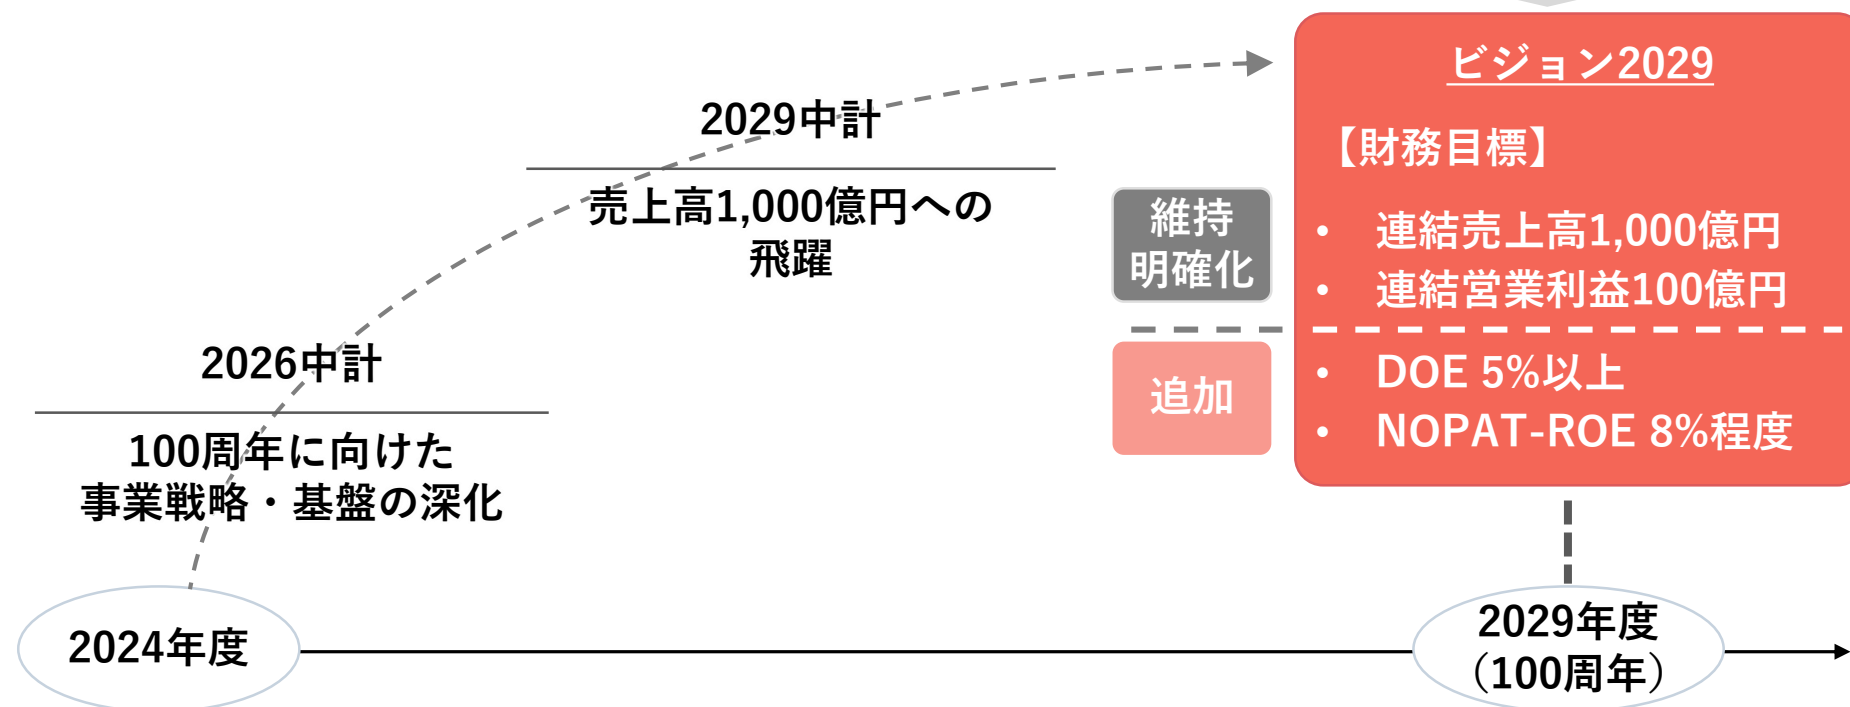 2029中計
売上高1,000億円への
飛躍
2026中計
100周年に向けた
事業戦略・基盤の深化
維持
明確化
追加
ビジョン2029
【財務目標】
• 連結売上高1,000億円
• 連結営業利益100億円
• DOE 5%以上
• NOPAT-ROE 8%程度
2024年度
2029年度
（100周年）